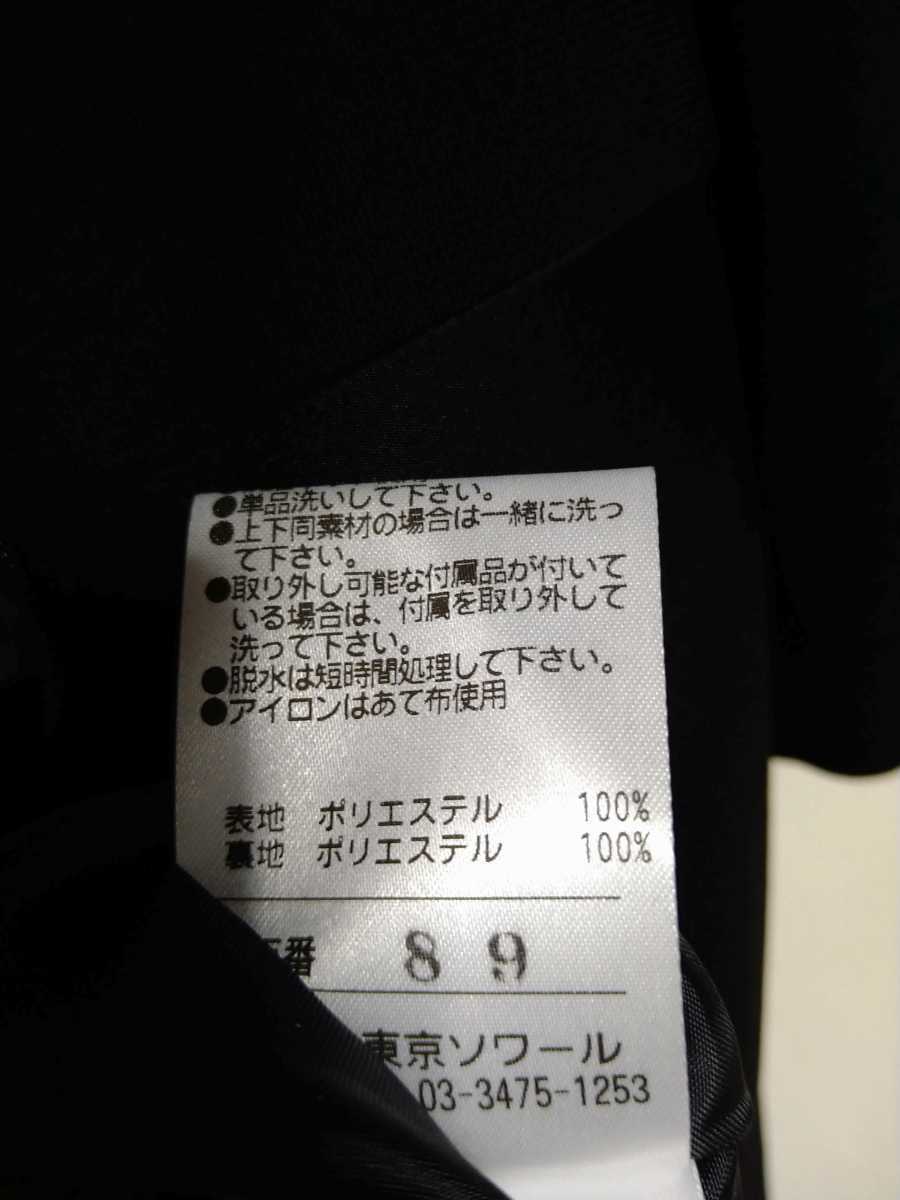 ●単品洗いして下さい。
●上下同素材の場合は一緒に洗っ
て下さい。
●取り外し可能な付属品が付いて
いる場合は、付属を取り外して
洗って下さい。
●脱水は短時間処理して下さい。
●アイロンはあて布使用
表地 ポリエステル 100%
裏地 ポリエステル 100%
番 89
東京ソワール
03-3475-1253